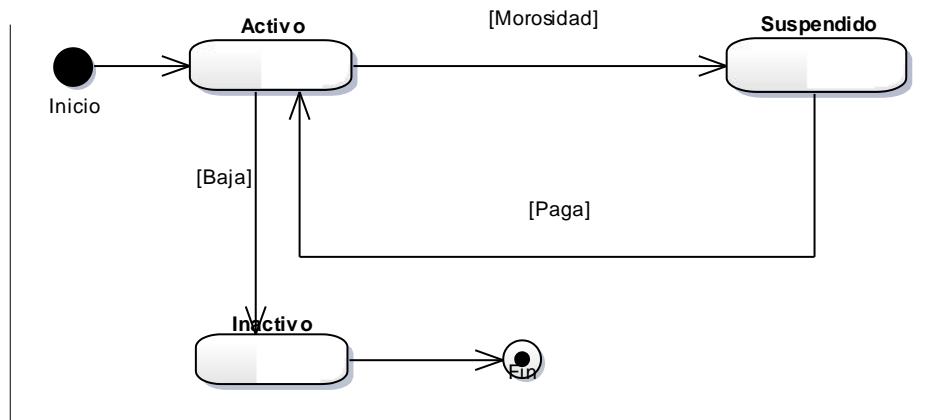 [Morosidad]
Activo
Suspendido
Inicio
[Baja]
[Paga]
Inactivo
Fin